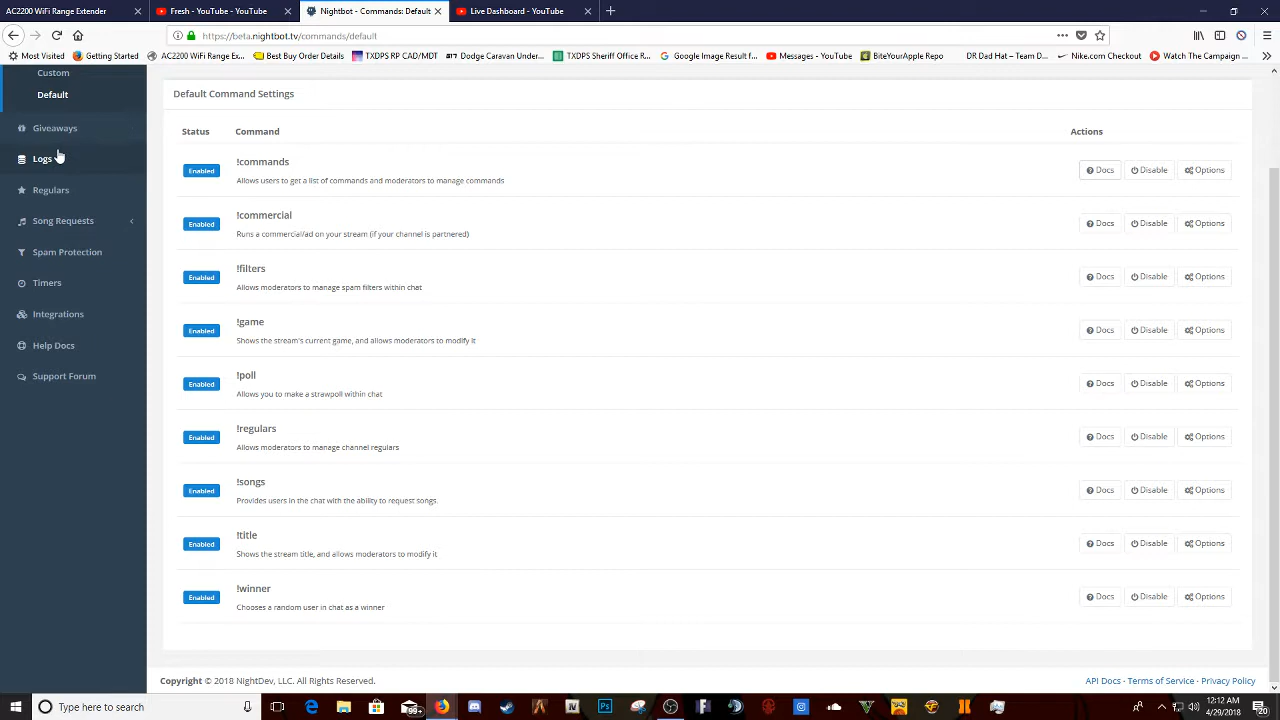 AC2200 WiFi Range Extender
Fresh - YouTube
Nightbot - Commands: Default
Live Dashboard - YouTube
https://beta.nightbot.tv/commands/default
Most Visited
Getting Started
AC2200 WiFi Range Ex...
Best Buy Order Details
TXDPS RP CAD/MDT
Dodge Caravan Under...
TXDPS Sheriff Office R...
Google Image Result f...
Messages - YouTube
BiteYourApple Repo
DR Dad Hat – Team D...
Nike.com Checkout
Watch The Campaign ...
Custom
Default
Giveaways
Logs
Regulars
Song Requests
Spam Protection
Timers
Integrations
Help Docs
Support Forum
Default Command Settings
Status Command Actions
Enabled !commands Docs Disable Options
Allows users to get a list of commands and moderators to manage commands
Enabled !commercial Docs Disable Options
Runs a commercial/ad on your stream (if your channel is partnered)
Enabled !filters Docs Disable Options
Allows moderators to manage spam filters within chat
Enabled !game Docs Disable Options
Shows the stream's current game, and allows moderators to modify it
Enabled !poll Docs Disable Options
Allows you to make a strawpoll within chat
Enabled !regulars Docs Disable Options
Allows moderators to manage channel regulars
Enabled !songs Docs Disable Options
Provides users in the chat with the ability to request songs.
Enabled !title Docs Disable Options
Shows the stream title, and allows moderators to modify it
Enabled !winner Docs Disable Options
Chooses a random user in chat as a winner
Copyright © 2018 NightDev, LLC. All Rights Reserved.
API Docs - Terms of Service - Privacy Policy
Type here to search
99+
Ps
12:12 AM
4/29/2018
20